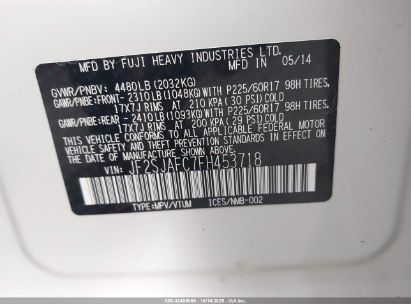 MFD BY FUJI HEAVY INDUSTRIES LTD.
MFD IN 05/14
GVWR/PNBV: 4480LB(2032KG)
GAWR/PNBE:FRONT- 2310LB(1048KG)WITH P225/60R17 98H TIRES,
17X7J RIMS AT 210 KPA (30 PSI) COLD
GAWR/PNBE:REAR - 2410LB(1093KG)WITH P225/60R17 98H TIRES,
17X7J RIMS AT 200 KPA (29 PSI) COLD
THIS VEHICLE CONFORMS TO ALL APPLICABLE FEDERAL MOTOR
VEHICLE SAFETY, BUMPER, AND THEFT PREVENTION STANDARDS
IN EFFECT ON THE DATE OF MANUFACTURE SHOWN ABOVE.
VIN: JF2SJAFC7FH453718
TYPE:MPV/VTUM ICES/NMB-002